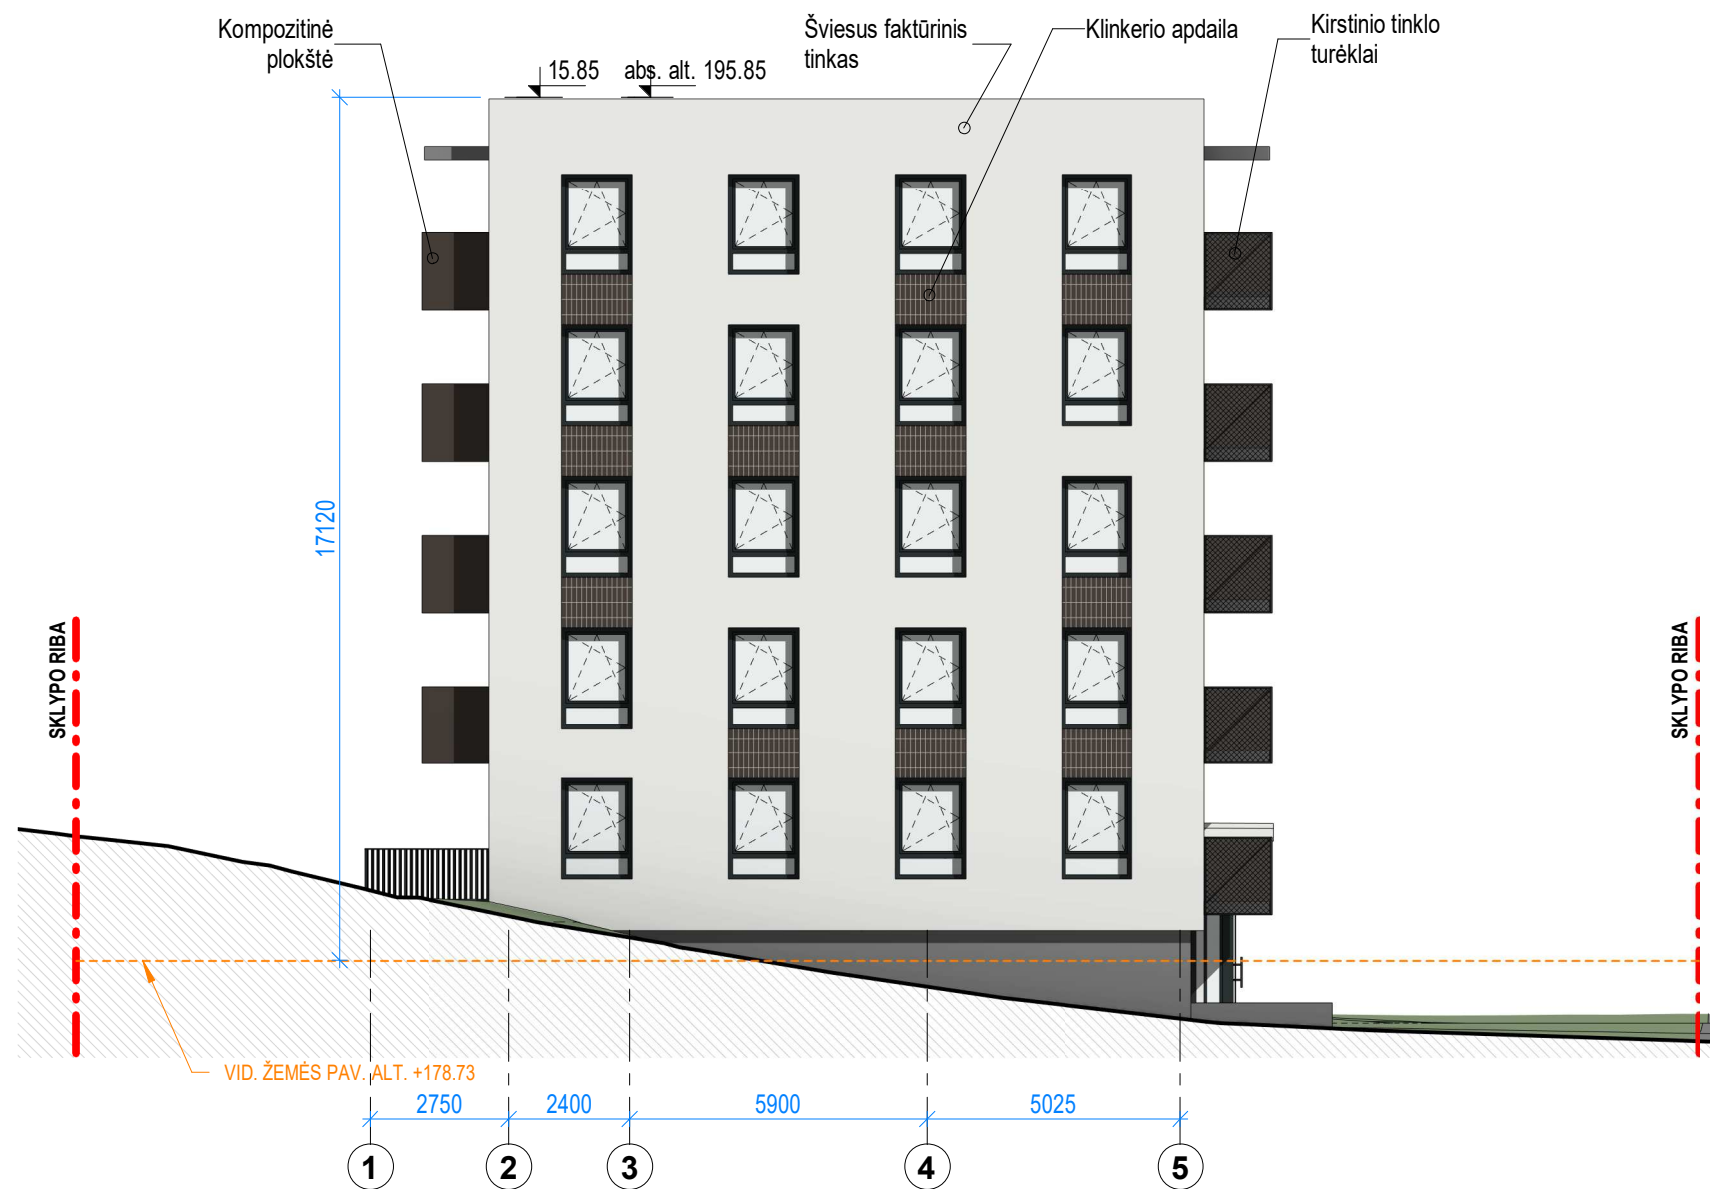 Kompozitinė
plokštė
Šviesus faktūrinis
tinkas
Klinkerio apdaila
Kirstinio tinklo
turėklai
15.85
abs. alt. 195.85
17120
SKLYPO RIBA
SKLYPO RIBA
VID. ŽEMĖS PAV. ALT. +178.73
2750
2400
5900
5025
1
2
3
4
5